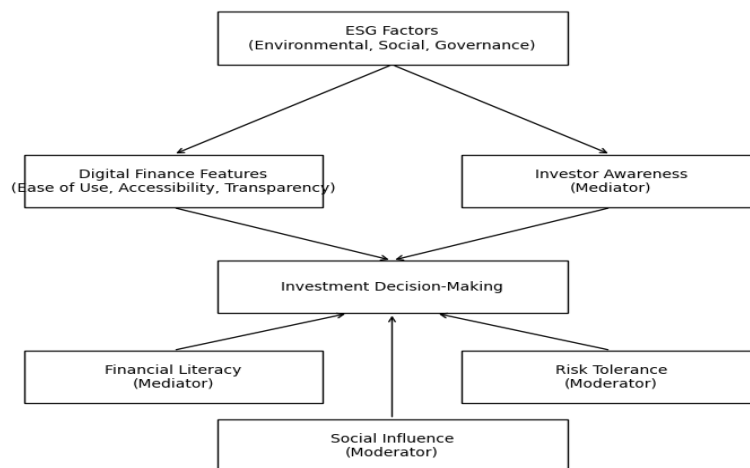 ESG Factors
(Environmental, Social, Governance)
Digital Finance Features
(Ease of Use, Accessibility, Transparency)
Investor Awareness
(Mediator)
Investment Decision-Making
Financial Literacy
(Mediator)
Risk Tolerance
(Moderator)
Social Influence
(Moderator)